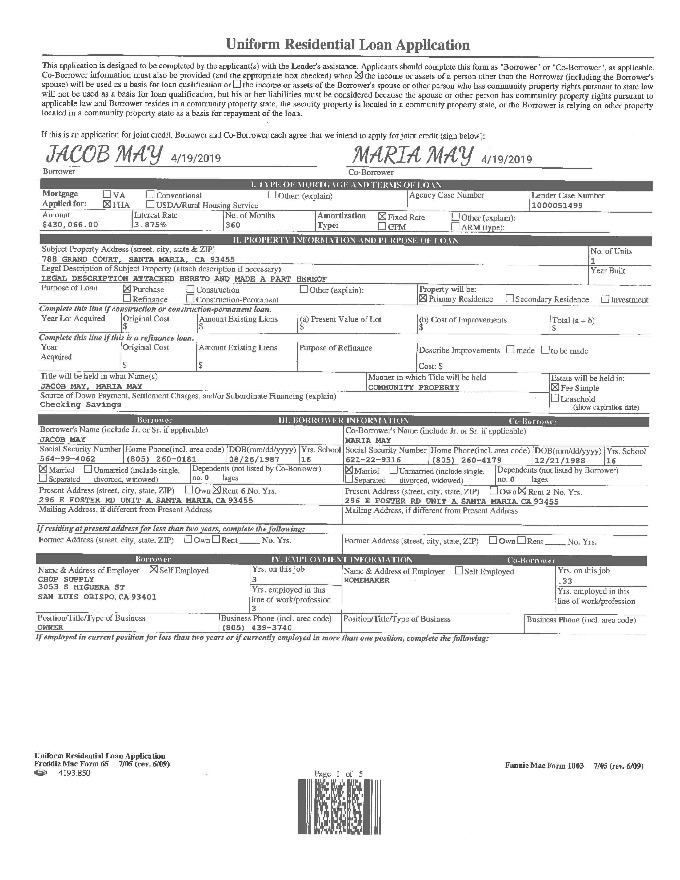 Uniform Residential Loan Application
This application is designed to be completed by the applicant(s) with the Lender's assistance. Applicants should complete this form as "Borrower" or "Co-Borrower", as applicable.
Co-Borrower information must also be provided (and the appropriate box checked) when ☒ the income or assets of a person other than the Borrower (including the Borrower's
spouse) will be used as a basis for loan qualification or ☐ the income or assets of the Borrower's spouse or other person who has community property rights pursuant to state law
will not be used as a basis for loan qualification, but his or her liabilities must be considered because the spouse or other person has community property rights pursuant to
applicable law and Borrower resides in a community property state, the security property is located in a community property state, or the Borrower is relying on other property
located in a community property state as a basis for repayment of the loan.
If this is an application for joint credit, Borrower and Co-Borrower each agree that we intend to apply for joint credit (sign below):
JACOB MAY 4/19/2019 MARIA MAY 4/19/2019
Borrower Co-Borrower
I. TYPE OF MORTGAGE AND TERMS OF LOAN
Mortgage ☐ VA ☐ Conventional ☐ Other: (explain) Agency Case Number Lender Case Number
Applied for: ☒ FHA ☐ USDA/Rural Housing Service 1000051499
Amount Interest Rate No. of Months Amortization ☒ Fixed Rate ☐ Other (explain):
$430,066.00 3.875% 360 Type: ☐ GPM ☐ ARM (type):
II. PROPERTY INFORMATION AND PURPOSE OF LOAN
Subject Property Address (street, city, state & ZIP) No. of Units
788 GRAND COURT, SANTA MARIA, CA 93455 1
Legal Description of Subject Property (attach description if necessary) Year Built
LEGAL DESCRIPTION ATTACHED HERETO AND MADE A PART HEREOF
Purpose of Loan ☒ Purchase ☐ Construction ☐ Other (explain): Property will be:
☐ Refinance ☐ Construction-Permanent ☒ Primary Residence ☐ Secondary Residence ☐ Investment
Complete this line if construction or construction-permanent loan.
Year Lot Acquired Original Cost Amount Existing Liens (a) Present Value of Lot (b) Cost of Improvements Total (a + b)
$ $ $ $ $
Complete this line if this is a refinance loan.
Year Original Cost Amount Existing Liens Purpose of Refinance Describe Improvements ☐ made ☐ to be made
Acquired
$ $ Cost: $
Title will be held in what Name(s) Manner in which Title will be held Estate will be held in:
JACOB MAY, MARIA MAY COMMUNITY PROPERTY ☒ Fee Simple
Source of Down Payment, Settlement Charges, and/or Subordinate Financing (explain) ☐ Leasehold
Checking Savings (show expiration date)
Borrower III. BORROWER INFORMATION Co-Borrower
Borrower's Name (include Jr. or Sr. if applicable) Co-Borrower's Name (include Jr. or Sr. if applicable)
JACOB MAY MARIA MAY
Social Security Number Home Phone(incl. area code) DOB(mm/dd/yyyy) Yrs. School Social Security Number Home Phone(incl. area code) DOB(mm/dd/yyyy) Yrs. School
564-99-4062 (805) 260-0161 08/26/1987 16 621-22-9316 (805) 260-4179 12/21/1988 16
☒ Married ☐ Unmarried (include single, Dependents (not listed by Co-Borrower) ☒ Married ☐ Unmarried (include single, Dependents (not listed by Borrower)
☐ Separated divorced, widowed) no. 0 ages ☐ Separated divorced, widowed) no. 0 ages
Present Address (street, city, state, ZIP) ☐ Own ☒ Rent 6 No. Yrs. Present Address (street, city, state, ZIP) ☐ Own ☒ Rent 2 No. Yrs.
296 E FOSTER RD UNIT A SANTA MARIA, CA 93455 296 E FOSTER RD UNIT A SANTA MARIA, CA 93455
Mailing Address, if different from Present Address Mailing Address, if different from Present Address
If residing at present address for less than two years, complete the following:
Former Address (street, city, state, ZIP) ☐ Own ☐ Rent ____ No. Yrs. Former Address (street, city, state, ZIP) ☐ Own ☐ Rent ____ No. Yrs.
Borrower IV. EMPLOYMENT INFORMATION Co-Borrower
Name & Address of Employer ☒ Self Employed Yrs. on this job Name & Address of Employer ☐ Self Employed Yrs. on this job
CHOP SUPPLY 3 HOMEMAKER .33
3053 S HIGUERA ST Yrs. employed in this Yrs. employed in this
SAN LUIS OBISPO, CA 93401 line of work/profession line of work/profession
3
Position/Title/Type of Business Business Phone (incl. area code) Position/Title/Type of Business Business Phone (incl. area code)
OWNER (805) 439-3740
If employed in current position for less than two years or if currently employed in more than one position, complete the following:
Uniform Residential Loan Application
Freddie Mac Form 65 7/05 (rev. 6/09) Fannie Mae Form 1003 7/05 (rev. 6/09)
4193.850 Page 1 of 5